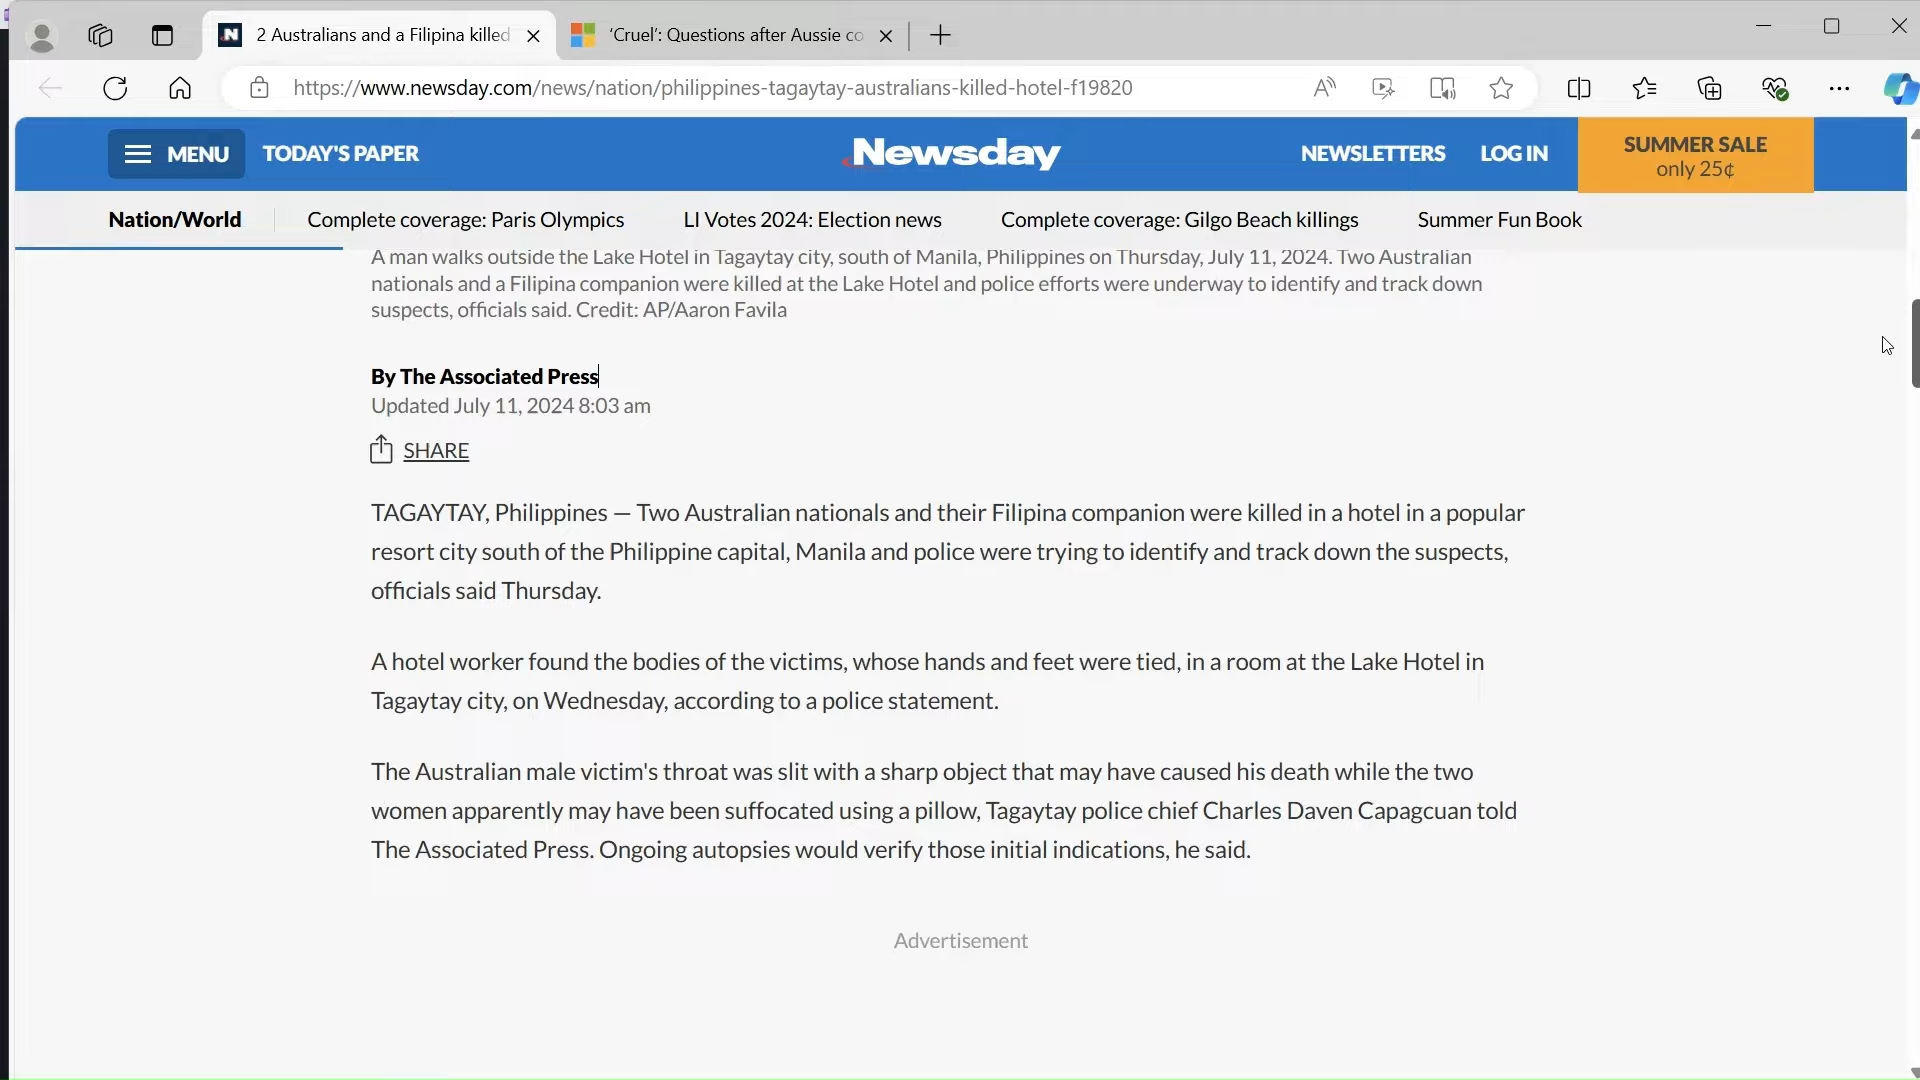 2 Australians and a Filipina killed
‘Cruel’: Questions after Aussie co
https://www.newsday.com/news/nation/philippines-tagaytay-australians-killed-hotel-f19820
MENU
TODAY'S PAPER
Newsday
NEWSLETTERS
LOG IN
SUMMER SALE
only 25¢
Nation/World
Complete coverage: Paris Olympics
LI Votes 2024: Election news
Complete coverage: Gilgo Beach killings
Summer Fun Book
A man walks outside the Lake Hotel in Tagaytay city, south of Manila, Philippines on Thursday, July 11, 2024. Two Australian
nationals and a Filipina companion were killed at the Lake Hotel and police efforts were underway to identify and track down
suspects, officials said. Credit: AP/Aaron Favila
By The Associated Press
Updated July 11, 2024 8:03 am
SHARE
TAGAYTAY, Philippines — Two Australian nationals and their Filipina companion were killed in a hotel in a popular
resort city south of the Philippine capital, Manila and police were trying to identify and track down the suspects,
officials said Thursday.
A hotel worker found the bodies of the victims, whose hands and feet were tied, in a room at the Lake Hotel in
Tagaytay city, on Wednesday, according to a police statement.
The Australian male victim's throat was slit with a sharp object that may have caused his death while the two
women apparently may have been suffocated using a pillow, Tagaytay police chief Charles Daven Capagcuan told
The Associated Press. Ongoing autopsies would verify those initial indications, he said.
Advertisement